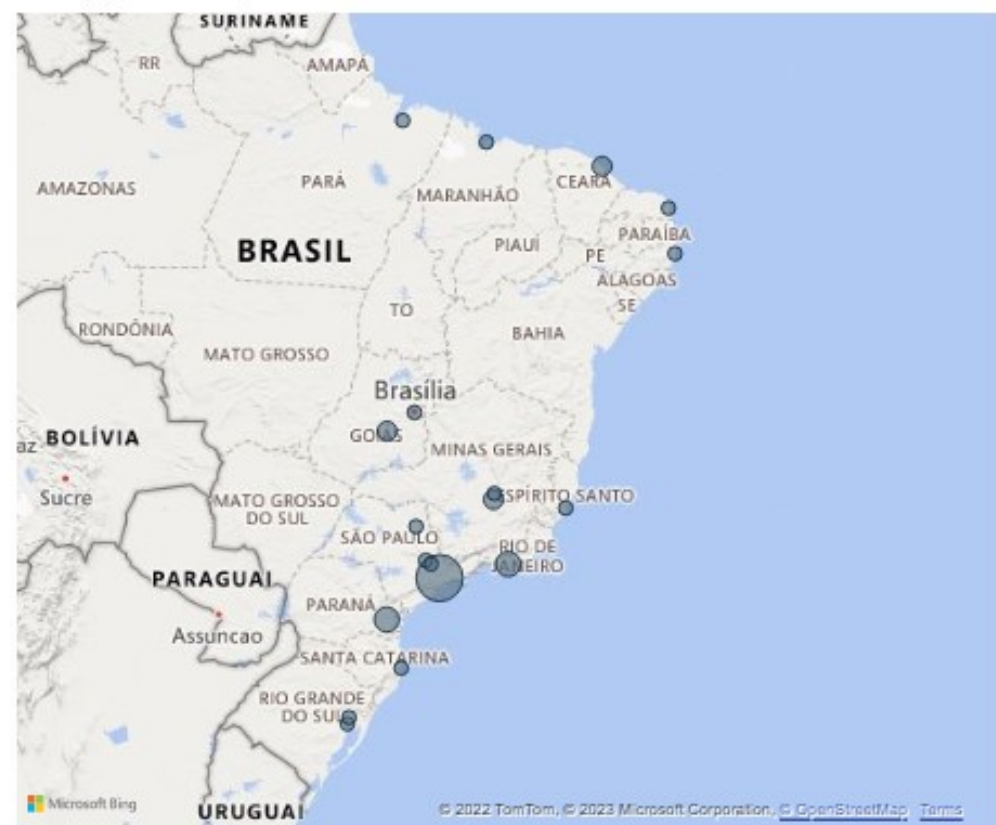 SURINAME
RR
AMAPÁ
AMAZONAS
PARÁ
MARANHÃO
CEARÁ
BRASIL
PIAUÍ
PARAÍBA
PE
ALAGOAS
SE
TO
RONDÔNIA
MATO GROSSO
BAHIA
Brasília
GOIÁS
az
BOLÍVIA
MINAS GERAIS
Sucre
MATO GROSSO
DO SUL
ESPÍRITO SANTO
SÃO PAULO
RIO DE
JANEIRO
PARAGUAI
PARANÁ
Assuncao
SANTA CATARINA
RIO GRANDE
DO SUL
URUGUAI
Microsoft Bing
© 2022 TomTom, © 2023 Microsoft Corporation, © OpenStreetMap Terms